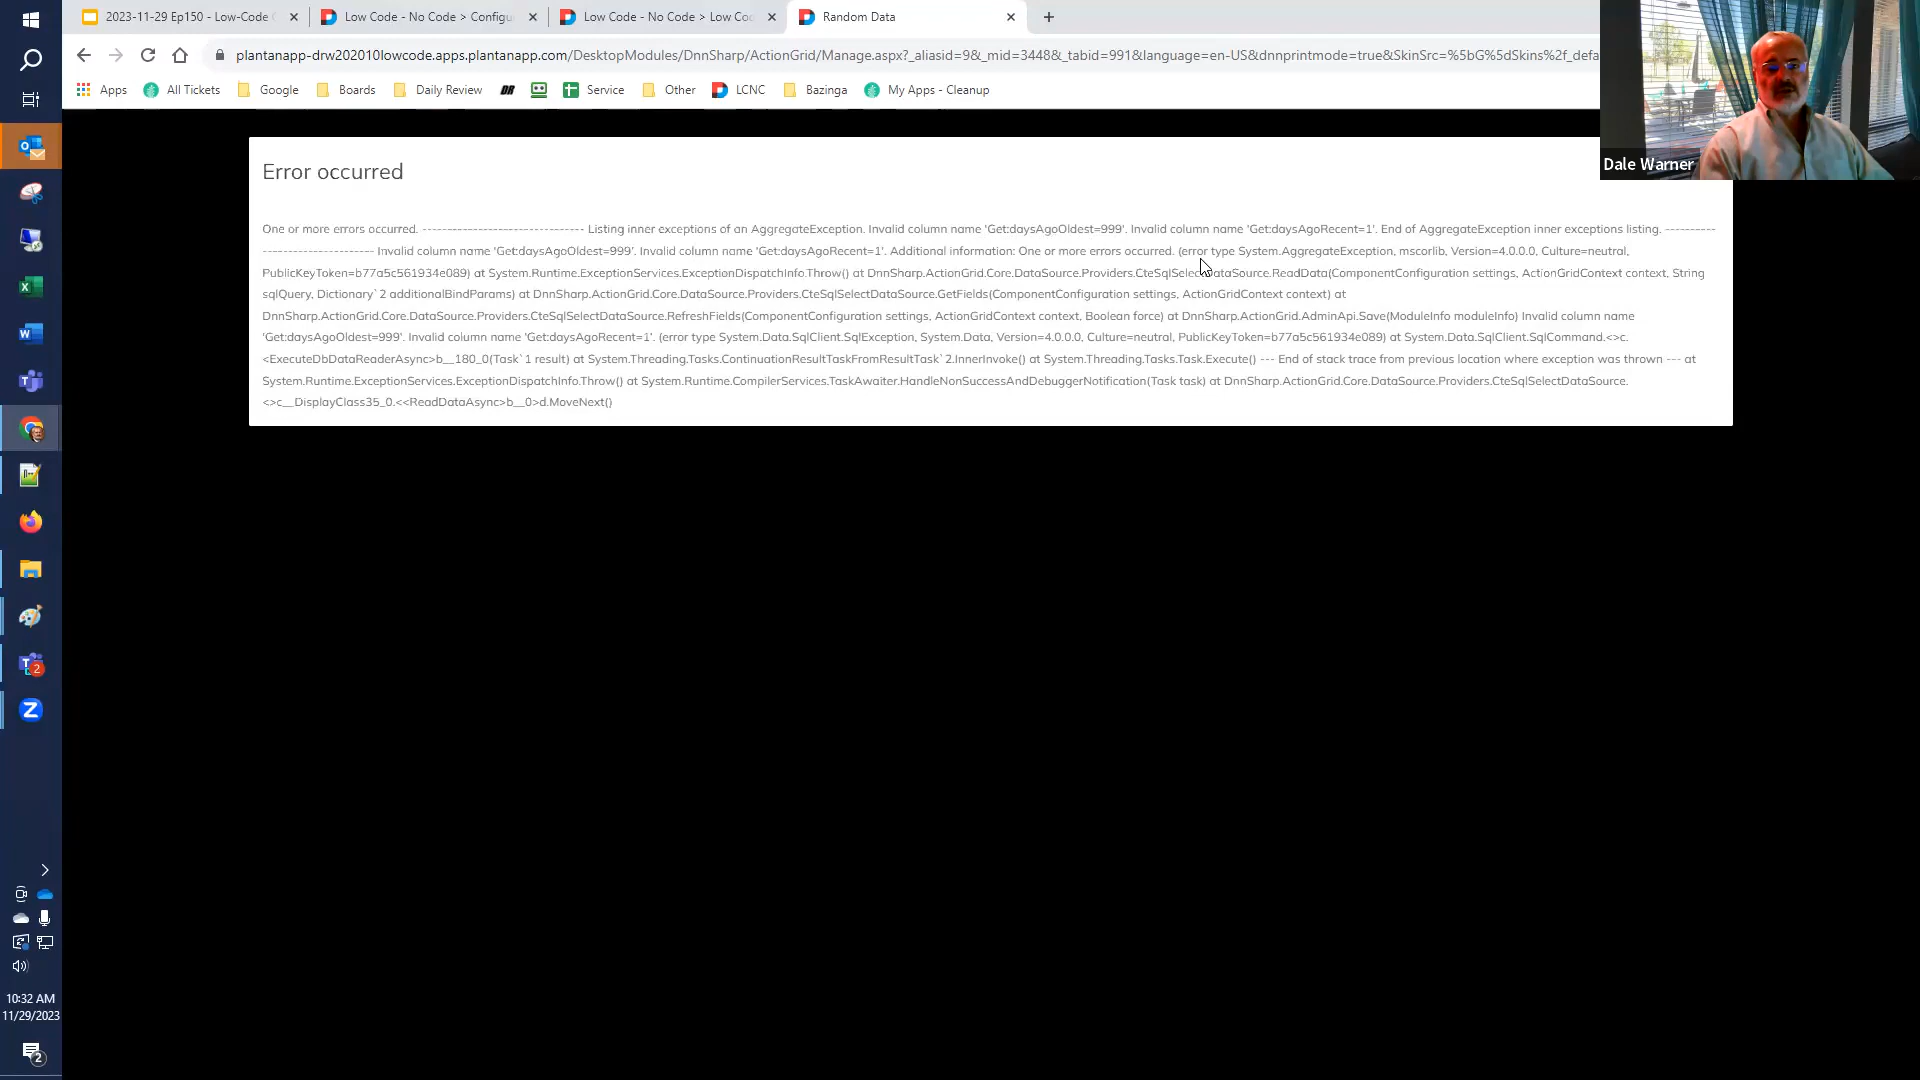 2023-11-29 Ep150 - Low-Code
Low Code - No Code > Configu
Low Code - No Code > Low Co
Random Data
plantanapp-drw202010lowcode.apps.plantanapp.com/DesktopModules/DnnSharp/ActionGrid/Manage.aspx?_aliasid=9&_mid=3448&_tabid=991&language=en-US&dnnprintmode=true&SkinSrc=%5bG%5dSkins%2f_defa
Apps All Tickets Google Boards Daily Review DR Service Other LCNC Bazinga My Apps - Cleanup
Dale Warner
Error occurred
One or more errors occurred. -------------------------------- Listing inner exceptions of an AggregateException. Invalid column name 'Get:daysAgoOldest=999'. Invalid column name 'Get:daysAgoRecent=1'. End of AggregateException inner exceptions listing. ----------
---------------------- Invalid column name 'Get:daysAgoOldest=999'. Invalid column name 'Get:daysAgoRecent=1'. Additional information: One or more errors occurred. (error type System.AggregateException, mscorlib, Version=4.0.0.0, Culture=neutral,
PublicKeyToken=b77a5c561934e089) at System.Runtime.ExceptionServices.ExceptionDispatchInfo.Throw() at DnnSharp.ActionGrid.Core.DataSource.Providers.CteSqlSelectDataSource.ReadData(ComponentConfiguration settings, ActionGridContext context, String
sqlQuery, Dictionary`2 additionalBindParams) at DnnSharp.ActionGrid.Core.DataSource.Providers.CteSqlSelectDataSource.GetFields(ComponentConfiguration settings, ActionGridContext context) at
DnnSharp.ActionGrid.Core.DataSource.Providers.CteSqlSelectDataSource.RefreshFields(ComponentConfiguration settings, ActionGridContext context, Boolean force) at DnnSharp.ActionGrid.AdminApi.Save(ModuleInfo moduleInfo) Invalid column name
'Get:daysAgoOldest=999'. Invalid column name 'Get:daysAgoRecent=1'. (error type System.Data.SqlClient.SqlException, System.Data, Version=4.0.0.0, Culture=neutral, PublicKeyToken=b77a5c561934e089) at System.Data.SqlClient.SqlCommand.<>c.
<ExecuteDbDataReaderAsync>b__180_0(Task`1 result) at System.Threading.Tasks.ContinuationResultTaskFromResultTask`2.InnerInvoke() at System.Threading.Tasks.Task.Execute() --- End of stack trace from previous location where exception was thrown --- at
System.Runtime.ExceptionServices.ExceptionDispatchInfo.Throw() at System.Runtime.CompilerServices.TaskAwaiter.HandleNonSuccessAndDebuggerNotification(Task task) at DnnSharp.ActionGrid.Core.DataSource.Providers.CteSqlSelectDataSource.
<>c__DisplayClass35_0.<<ReadDataAsync>b__0>d.MoveNext()
2
10:32 AM
11/29/2023
2